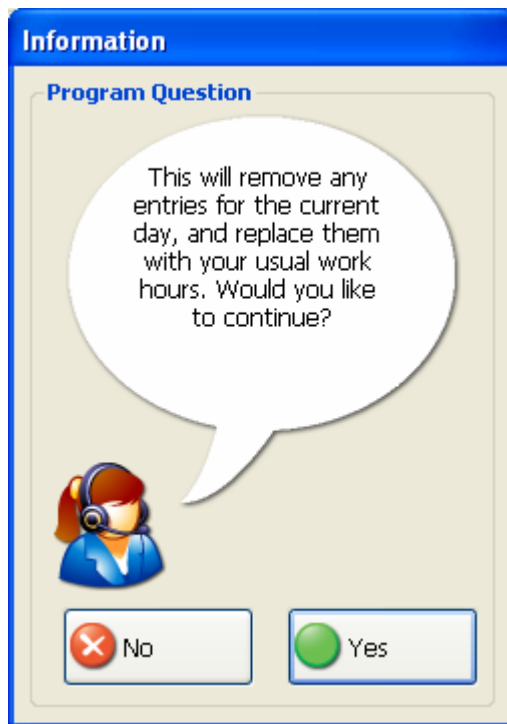 Information
Program Question
This will remove any
entries for the current
day, and replace them
with your usual work
hours. Would you like
to continue?
No
Yes